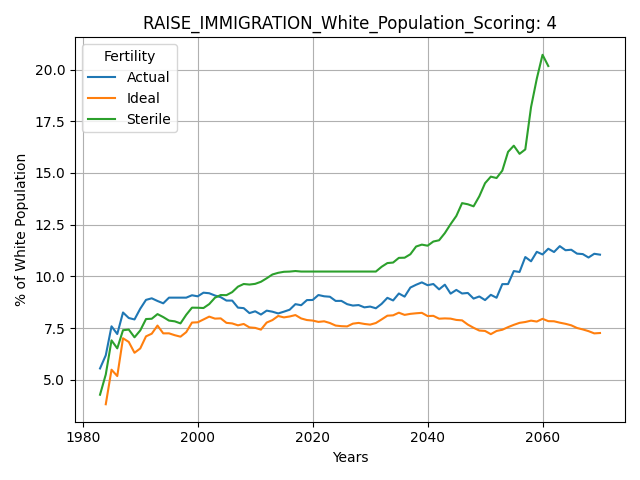 RAISE_IMMIGRATION_White_Population_Scoring: 4
Fertility
Actual
Ideal
Sterile
% of White Population
20.0
17.5
15.0
12.5
10.0
7.5
5.0
1980 2000 2020 2040 2060
Years